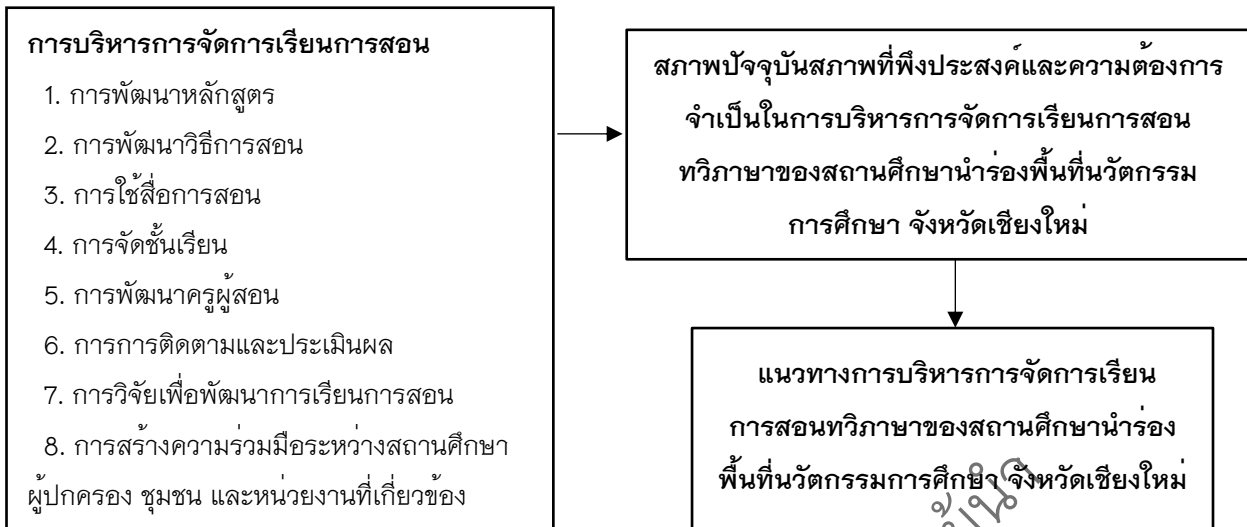 การบริหารการจัดการเรียนการสอน
1. การพัฒนาหลักสูตร
2. การพัฒนาวิธีการสอน
3. การใช้สื่อการสอน
4. การจัดชั้นเรียน
5. การพัฒนาครูผู้สอน
6. การการติดตามและประเมินผล
7. การวิจัยเพื่อพัฒนาการเรียนการสอน
8. การสร้างความร่วมมือระหว่างสถานศึกษา
ผู้ปกครอง ชุมชน และหน่วยงานที่เกี่ยวข้อง
สภาพปัจจุบันสภาพที่พึงประสงค์และความต้องการ
จำเป็นในการบริหารการจัดการเรียนการสอน
ทวิภาษาของสถานศึกษานำร่องพื้นที่นวัตกรรม
การศึกษา จังหวัดเชียงใหม่
แนวทางการบริหารการจัดการเรียน
การสอนทวิภาษาของสถานศึกษานำร่อง
พื้นที่นวัตกรรมการศึกษา จังหวัดเชียงใหม่